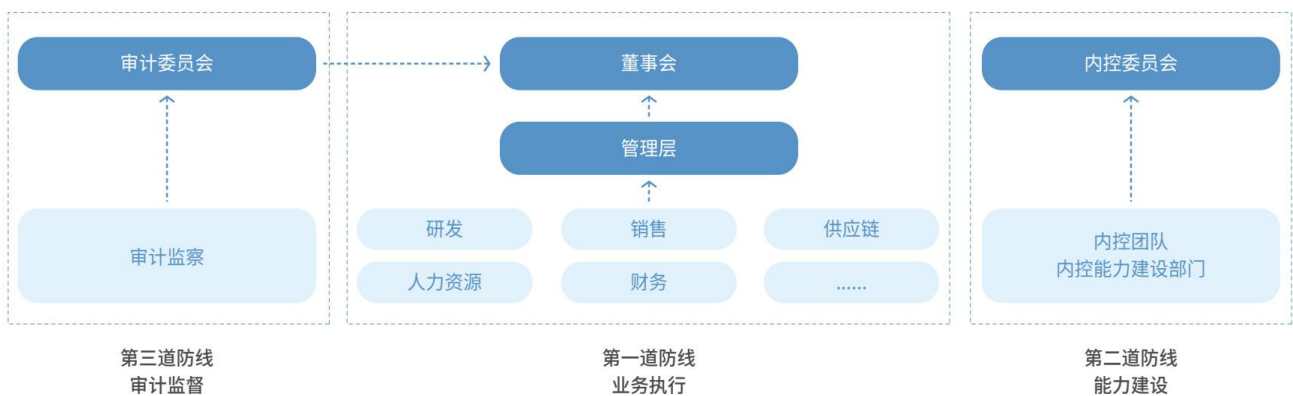 审计委员会
董事会
内控委员会
管理层
审计监察
研发
销售
供应链
人力资源
财务
......
内控团队
内控能力建设部门
第三道防线
审计监督
第一道防线
业务执行
第二道防线
能力建设